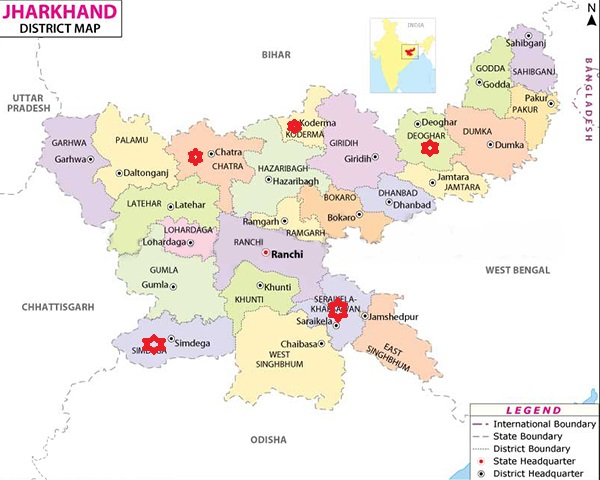 JHARKHAND
DISTRICT MAP
N
INDIA
BIHAR
UTTAR
PRADESH
BANGLADESH
WEST BENGAL
CHHATTISGARH
ODISHA
Sahibganj
SAHIBGANJ
GODDA
Godda
Pakur
PAKUR
DUMKA
Dumka
Deoghar
DEOGHAR
Jamtara
JAMTARA
Koderma
KODERMA
GIRIDIH
Giridih
GARHWA
Garhwa
PALAMU
Daltonganj
Chatra
CHATRA
HAZARIBAGH
Hazaribagh
BOKARO
Bokaro
DHANBAD
Dhanbad
LATEHAR
Latehar
Ramgarh
RAMGARH
LOHARDAGA
Lohardaga
RANCHI
Ranchi
GUMLA
Gumla
KHUNTI
Khunti
SERAIKELA-
Saraikela
Jamshedpur
EAST
SINGHBHUM
Simdega
Chaibasa
WEST
SINGHBHUM
LEGEND
International Boundary
State Boundary
District Boundary
State Headquarter
District Headquarter